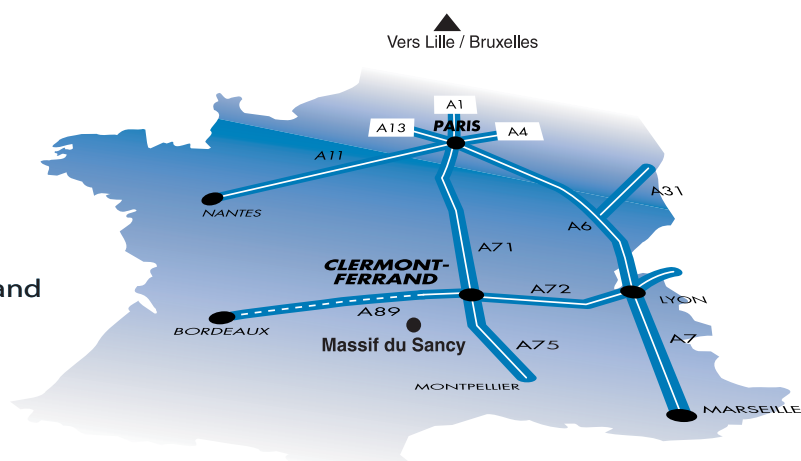 Vers Lille / Bruxelles
A1
A13
PARIS
A4
A11
A31
NANTES
A6
A71
CLERMONT-
FERRAND
A72
and
LYON
A89
BORDEAUX
Massif du Sancy
A75
A7
MONTPELLIER
MARSEILLE